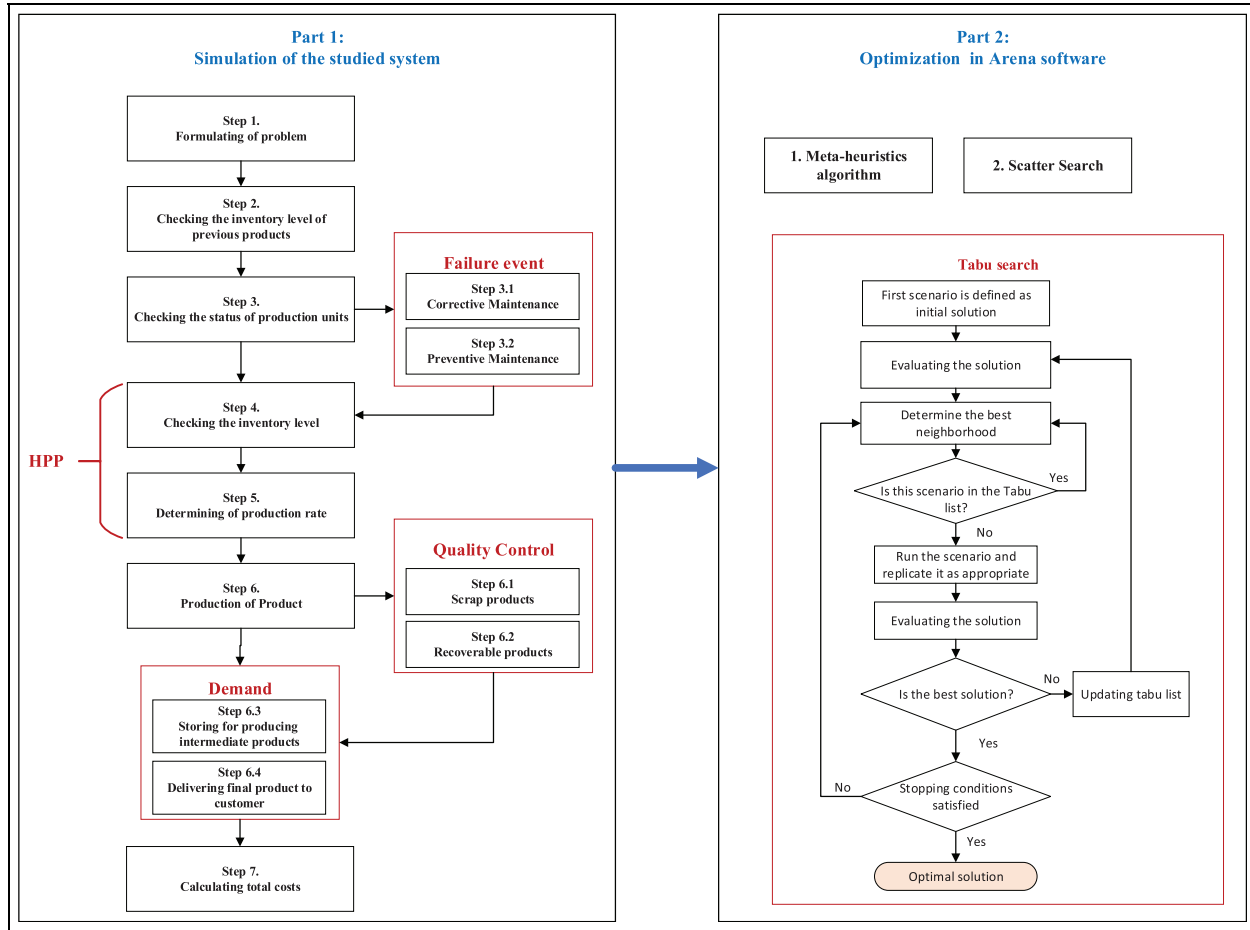 Part 1:
Simulation of the studied system
Step 1.
Formulating of problem
Step 2.
Checking the inventory level of
previous products
Step 3.
Checking the status of production units
Failure event
Step 3.1
Corrective Maintenance
Step 3.2
Preventive Maintenance
HPP
Step 4.
Checking the inventory level
Step 5.
Determining of production rate
Step 6.
Production of Product
Quality Control
Step 6.1
Scrap products
Step 6.2
Recoverable products
Demand
Step 6.3
Storing for producing
intermediate products
Step 6.4
Delivering final product to
customer
Step 7.
Calculating total costs
Part 2:
Optimization in Arena software
1. Meta-heuristics
algorithm
2. Scatter Search
Tabu search
First scenario is defined as
initial solution
Evaluating the solution
Determine the best
neighborhood
Is this scenario in the Tabu
list?
Yes
No
Run the scenario and
replicate it as appropriate
Evaluating the solution
Is the best solution?
No
Updating tabu list
Yes
Stopping conditions
satisfied
No
Yes
Optimal solution